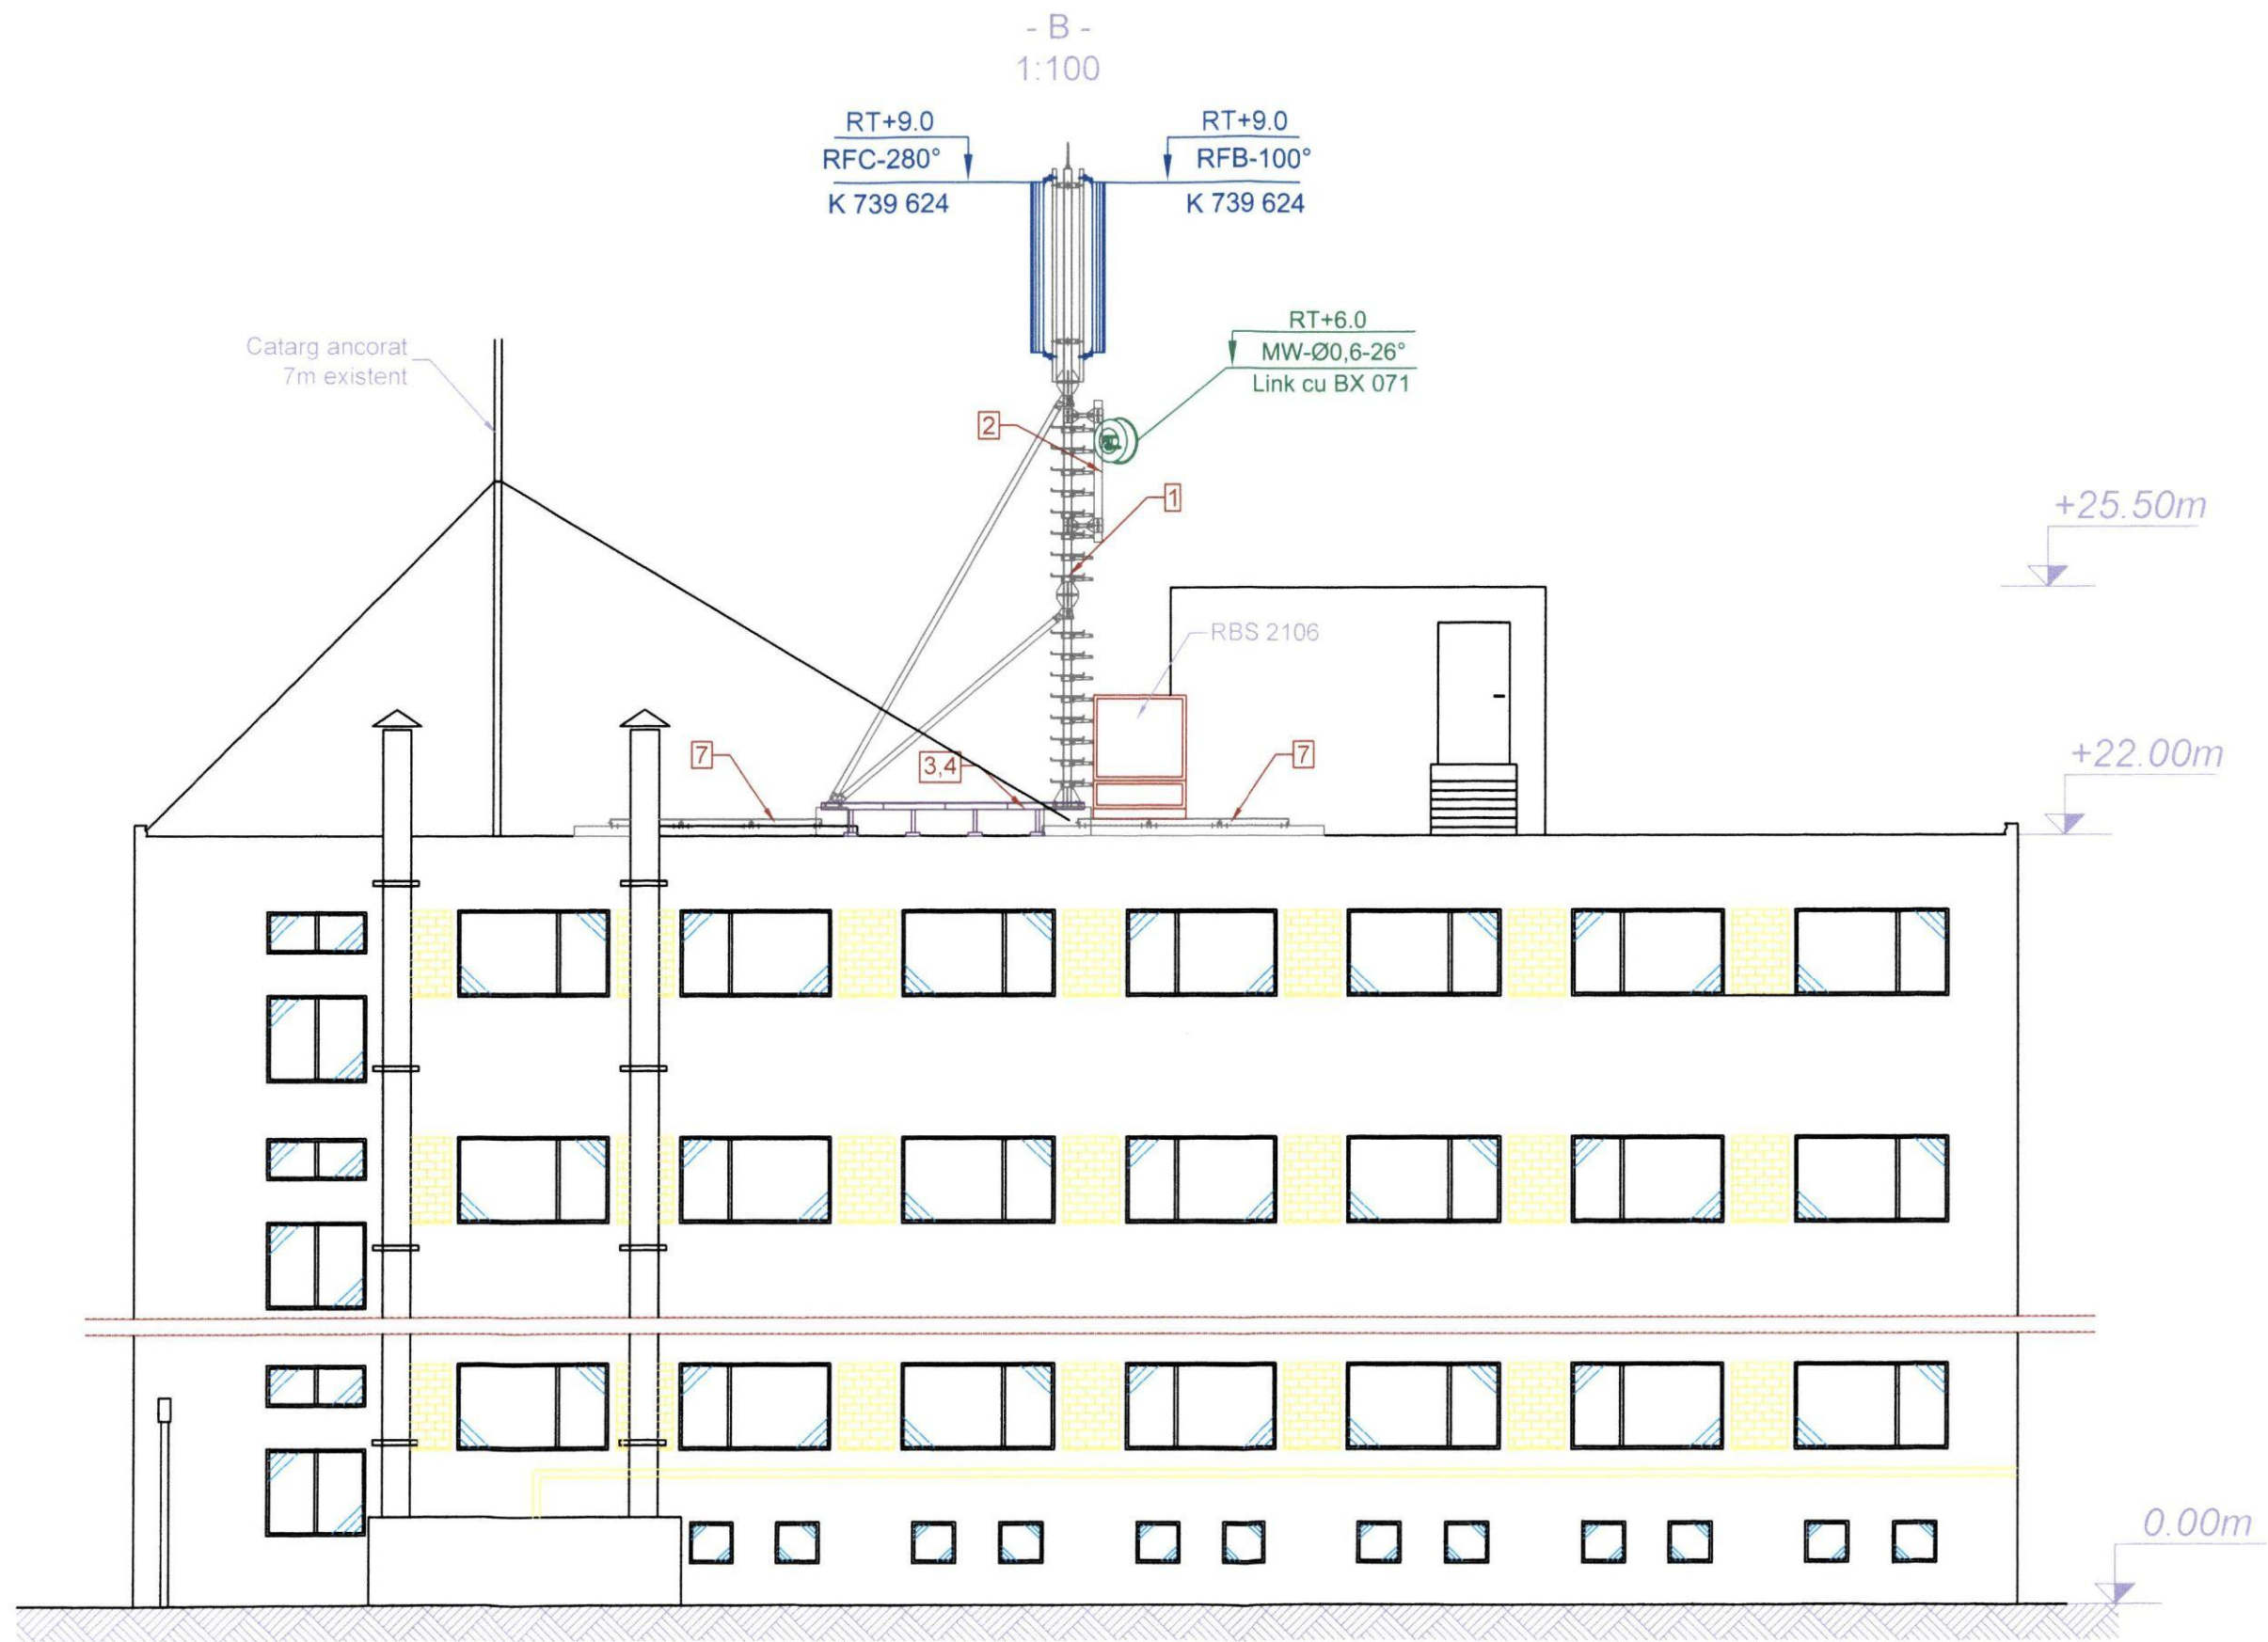 - B -
1:100
RT+9.0
RFC-280°
K 739 624
RT+9.0
RFB-100°
K 739 624
RT+6.0
MW-Ø0,6-26°
Link cu BX 071
Catarg ancorat
7m existent
2
1
+25.50m
RBS 2106
7
3,4
7
+22.00m
0.00m